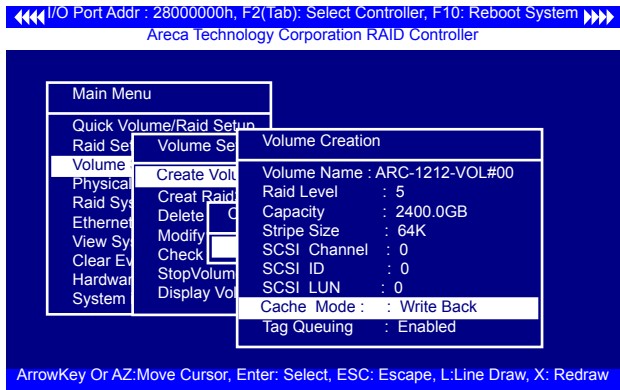 I/O Port Addr : 28000000h, F2(Tab): Select Controller, F10: Reboot System
Areca Technology Corporation RAID Controller
Main Menu
Quick Volume/Raid Setup
Raid Set
Volume
Physical
Raid Sys
Ethernet
View Sy
Clear Ev
Hardwar
System
Volume Se
Create Volu
Creat Raid
Delete
Modify
Check
StopVolum
Display Vol
C
Volume Creation
Volume Name : ARC-1212-VOL#00
Raid Level : 5
Capacity : 2400.0GB
Stripe Size : 64K
SCSI Channel : 0
SCSI ID : 0
SCSI LUN : 0
Cache Mode : : Write Back
Tag Queuing : Enabled
ArrowKey Or AZ:Move Cursor, Enter: Select, ESC: Escape, L:Line Draw, X: Redraw